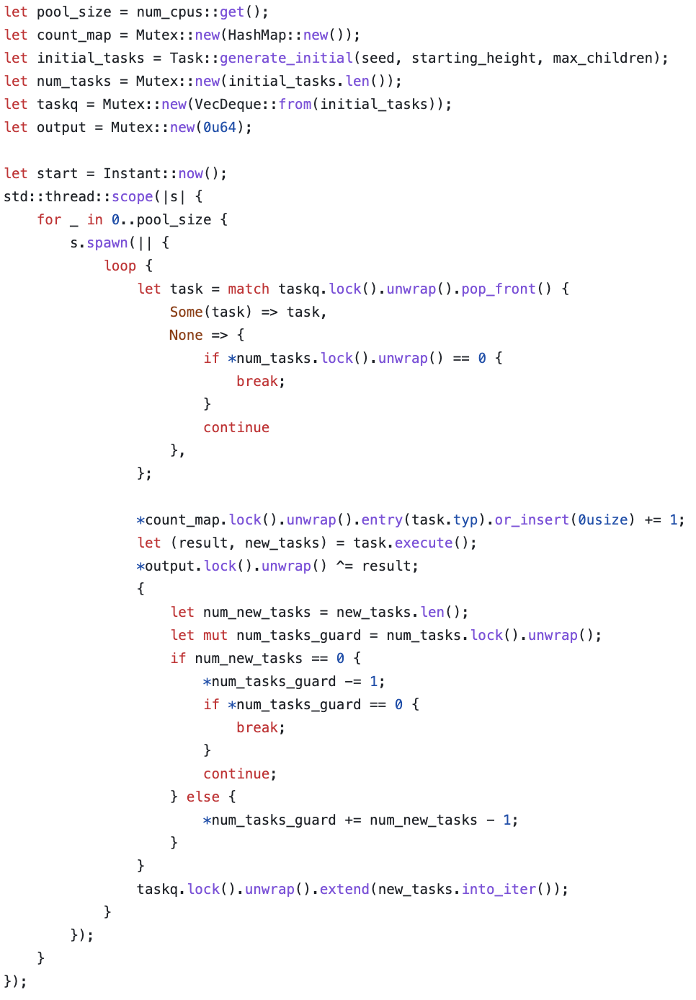 let pool_size = num_cpus::get();
let count_map = Mutex::new(HashMap::new());
let initial_tasks = Task::generate_initial(seed, starting_height, max_children);
let num_tasks = Mutex::new(initial_tasks.len());
let taskq = Mutex::new(VecDeque::from(initial_tasks));
let output = Mutex::new(0u64);

let start = Instant::now();
std::thread::scope(|s| {
    for _ in 0..pool_size {
        s.spawn(|| {
            loop {
                let task = match taskq.lock().unwrap().pop_front() {
                    Some(task) => task,
                    None => {
                        if *num_tasks.lock().unwrap() == 0 {
                            break;
                        }
                        continue
                    },
                };

                *count_map.lock().unwrap().entry(task.typ).or_insert(0usize) += 1;
                let (result, new_tasks) = task.execute();
                *output.lock().unwrap() ^= result;
                {
                    let num_new_tasks = new_tasks.len();
                    let mut num_tasks_guard = num_tasks.lock().unwrap();
                    if num_new_tasks == 0 {
                        *num_tasks_guard -= 1;
                        if *num_tasks_guard == 0 {
                            break;
                        }
                        continue;
                    } else {
                        *num_tasks_guard += num_new_tasks - 1;
                    }
                }
                taskq.lock().unwrap().extend(new_tasks.into_iter());
            }
        });
    }
});